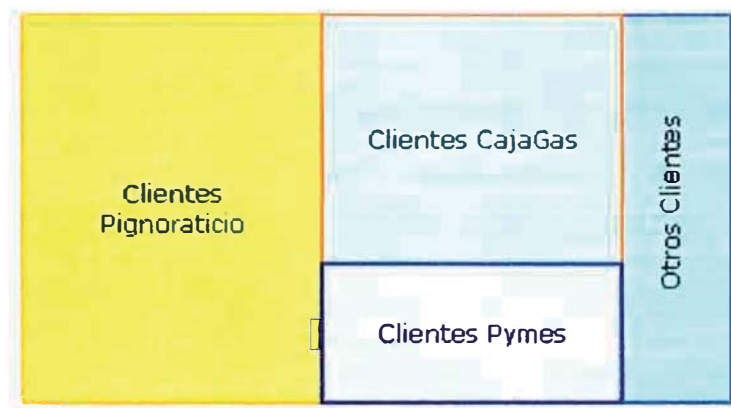 Clientes
Pignoraticio
Clientes CajaGas
Clientes Pymes
Otros Clientes